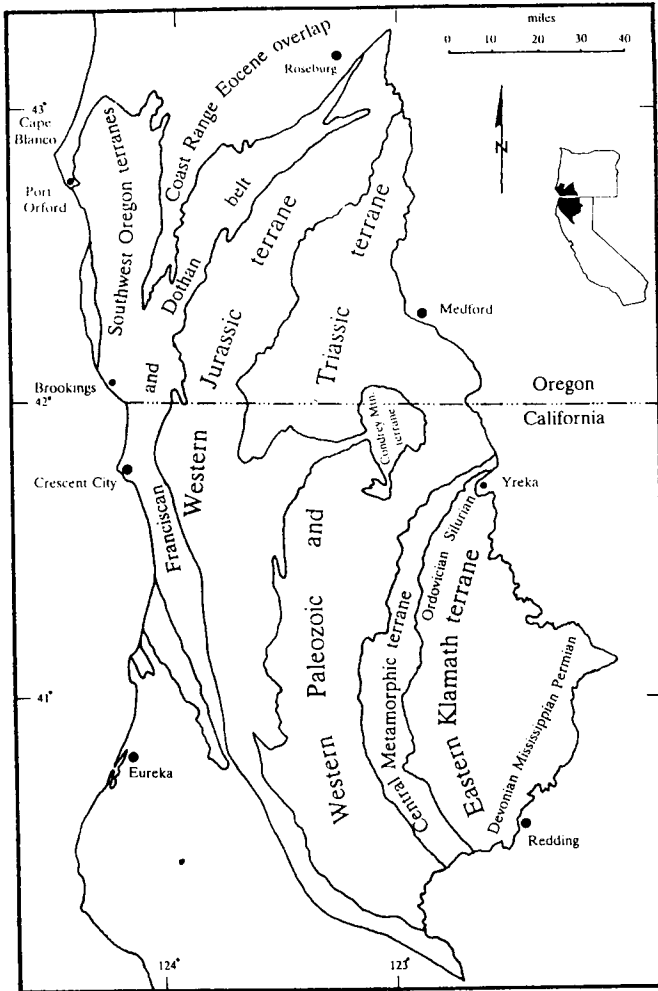 miles
0 10 20 30 40
Roseburg
43°
Cape
Blanco
Port
Orford
Coast Range Eocene overlap
Southwest Oregon terranes
Dothan belt
and
Franciscan
N
Medford
Western Jurassic terrane
Western Paleozoic and Triassic terrane
Brookings
42°
Oregon
California
Condrey Mtn.
terrane
Crescent City
Yreka
Central Metamorphic terrane
Ordovician Silurian
Eastern Klamath terrane
Devonian Mississippian Permian
41°
Eureka
Redding
124°
123°